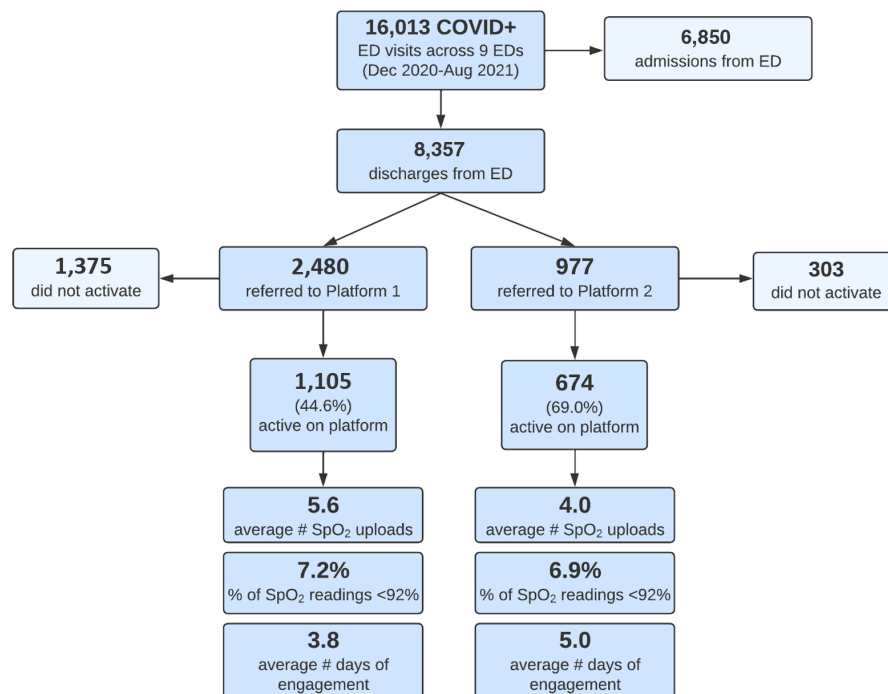 16,013 COVID+
ED visits across 9 EDs
(Dec 2020-Aug 2021)
6,850
admissions from ED
8,357
discharges from ED
1,375
did not activate
2,480
referred to Platform 1
977
referred to Platform 2
303
did not activate
1,105
(44.6%)
active on platform
674
(69.0%)
active on platform
5.6
average # SpO₂ uploads
4.0
average # SpO₂ uploads
7.2%
% of SpO₂ readings <92%
6.9%
% of SpO₂ readings <92%
3.8
average # days of
engagement
5.0
average # days of
engagement